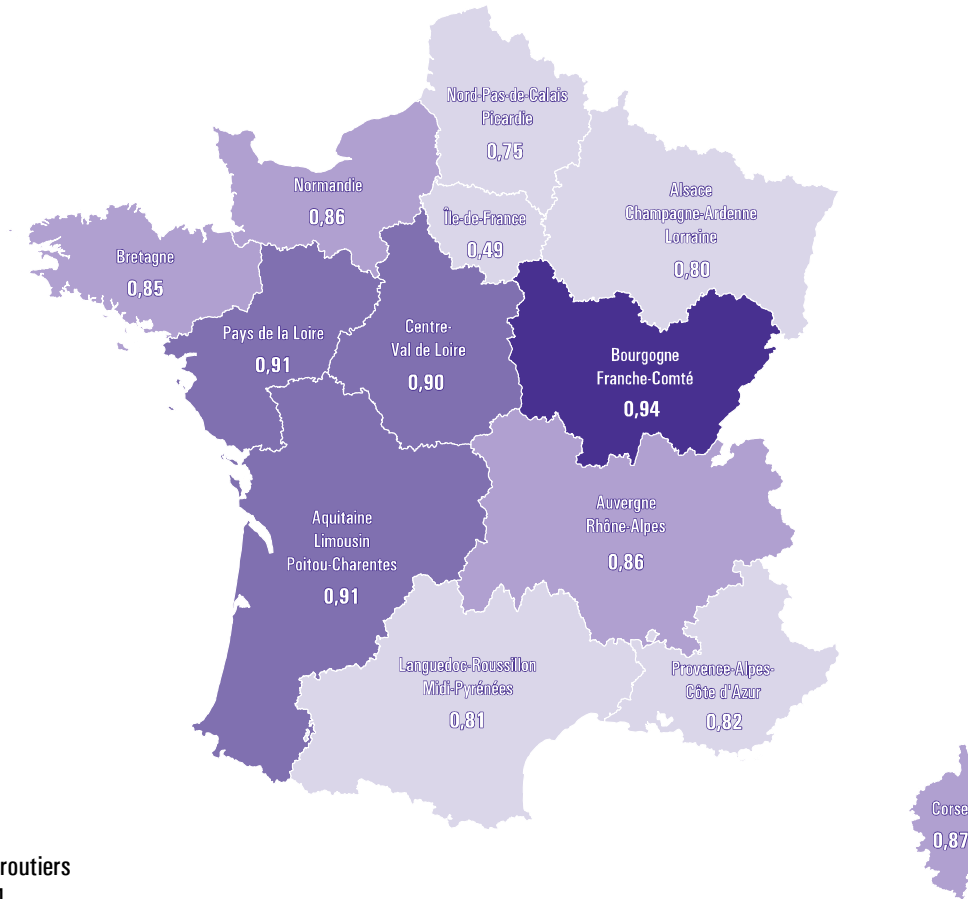 Nord-Pas-de-Calais
Picardie
0,75
Normandie
0,86
Île-de-France
0,49
Alsace
Champagne-Ardenne
Lorraine
0,80
Bretagne
0,85
Pays de la Loire
0,91
Centre-
Val de Loire
0,90
Bourgogne
Franche-Comté
0,94
Aquitaine
Limousin
Poitou-Charentes
0,91
Auvergne
Rhône-Alpes
0,86
Languedoc-Roussillon
Midi-Pyrénées
0,81
Provence-Alpes-
Côte d'Azur
0,82
Corse
0,87
routiers